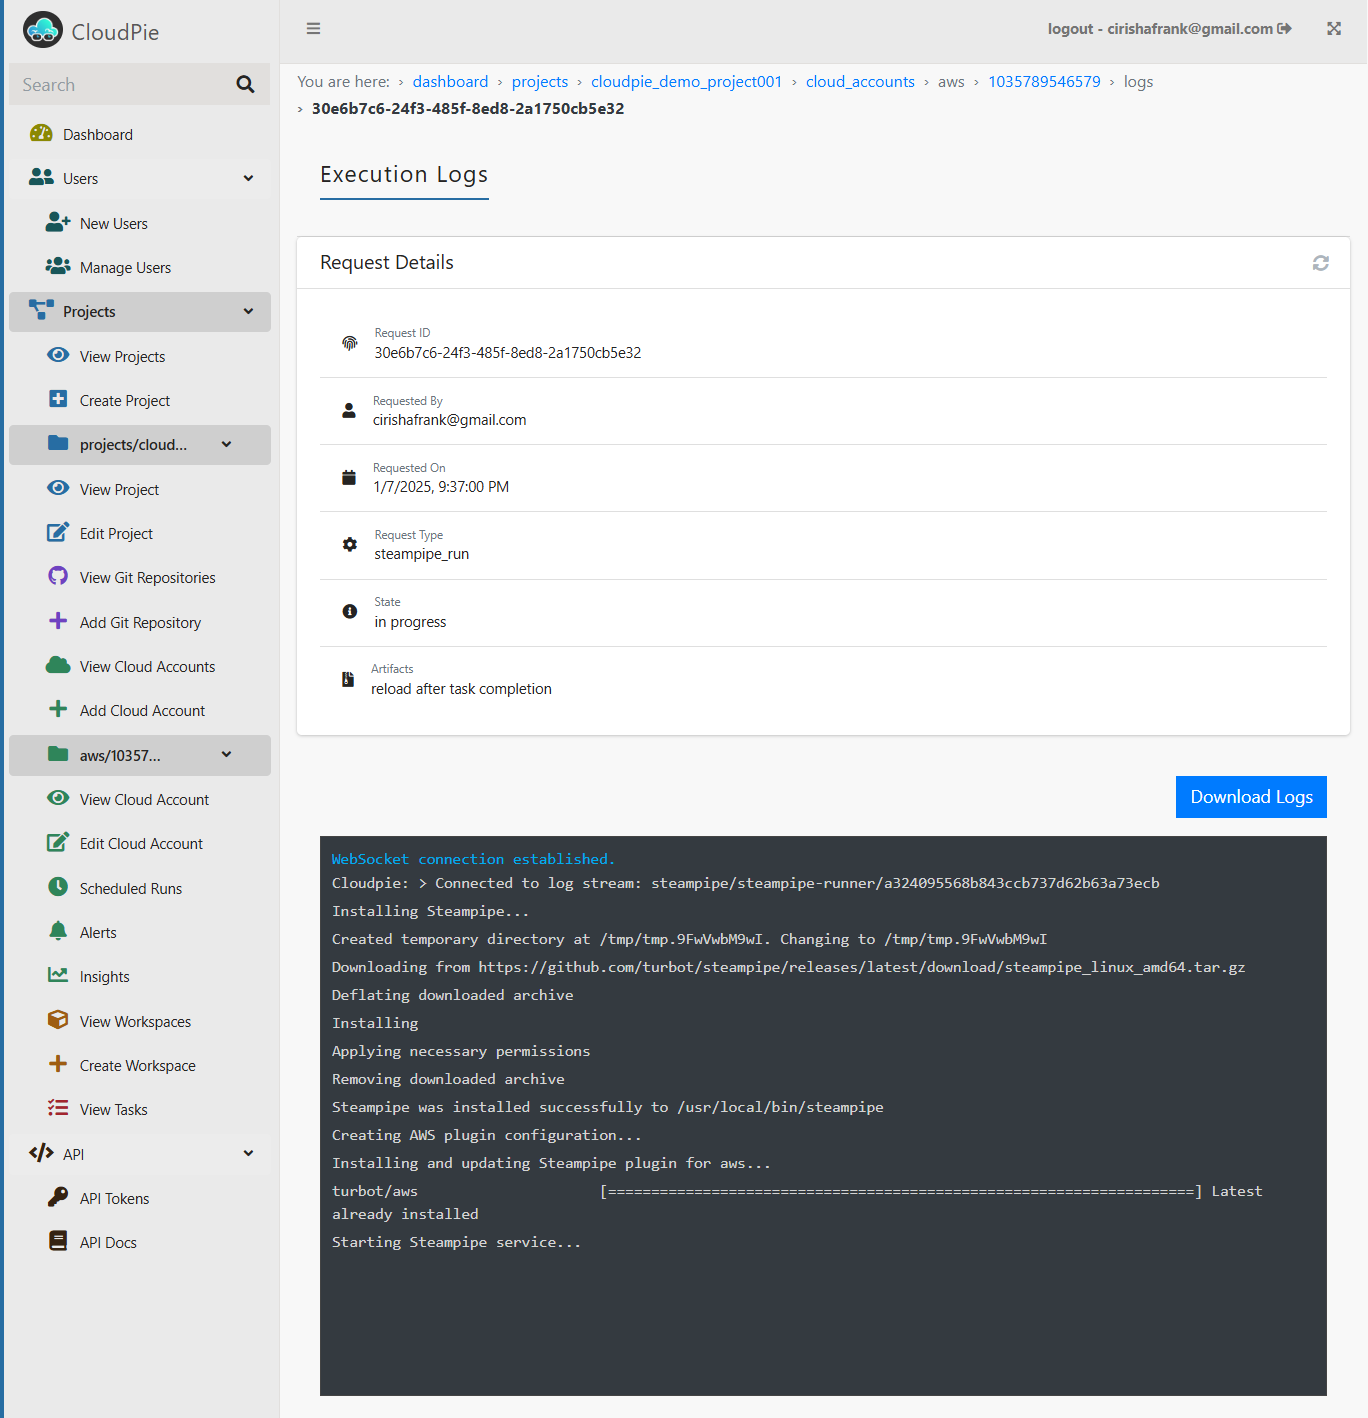 CloudPie
logout - cirishafrank@gmail.com
Search
You are here: › dashboard › projects › cloudpie_demo_project001 › cloud_accounts › aws › 1035789546579 › logs
› 30e6b7c6-24f3-485f-8ed8-2a1750cb5e32
Dashboard
Users
New Users
Manage Users
Projects
View Projects
Create Project
projects/cloud...
View Project
Edit Project
View Git Repositories
Add Git Repository
View Cloud Accounts
Add Cloud Account
aws/10357...
View Cloud Account
Edit Cloud Account
Scheduled Runs
Alerts
Insights
View Workspaces
Create Workspace
View Tasks
API
API Tokens
API Docs
Execution Logs
Request Details
Request ID
30e6b7c6-24f3-485f-8ed8-2a1750cb5e32
Requested By
cirishafrank@gmail.com
Requested On
1/7/2025, 9:37:00 PM
Request Type
steampipe_run
State
in progress
Artifacts
reload after task completion
Download Logs
WebSocket connection established.
Cloudpie: > Connected to log stream: steampipe/steampipe-runner/a324095568b843ccb737d62b63a73ecb
Installing Steampipe...
Created temporary directory at /tmp/tmp.9FwVwbM9wI. Changing to /tmp/tmp.9FwVwbM9wI
Downloading from https://github.com/turbot/steampipe/releases/latest/download/steampipe_linux_amd64.tar.gz
Deflating downloaded archive
Installing
Applying necessary permissions
Removing downloaded archive
Steampipe was installed successfully to /usr/local/bin/steampipe
Creating AWS plugin configuration...
Installing and updating Steampipe plugin for aws...
turbot/aws [====================================================================] Latest
already installed
Starting Steampipe service...